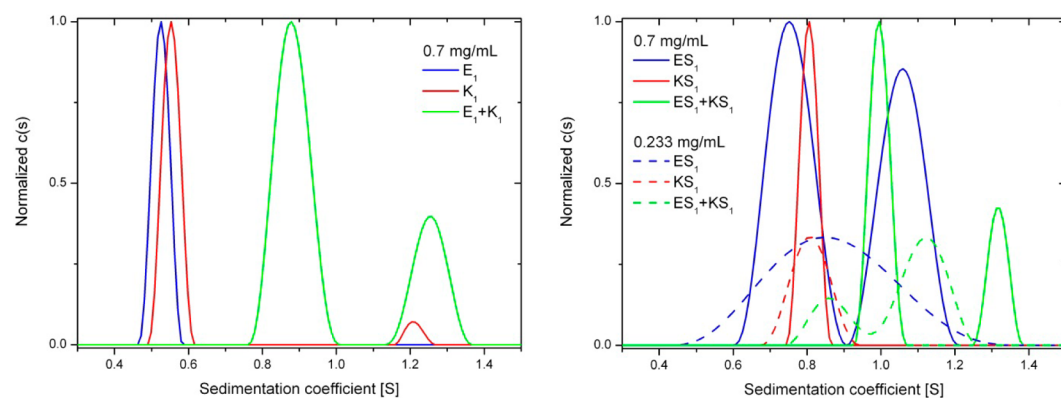 0.7 mg/mL
E₁
K₁
E₁+K₁
Normalized c(s)
1.0
0.5
0.0
0.4 0.6 0.8 1.0 1.2 1.4
Sedimentation coefficient [S]
0.7 mg/mL
ES₁
KS₁
ES₁+KS₁
0.233 mg/mL
ES₁
KS₁
ES₁+KS₁
Normalized c(s)
1.0
0.5
0.0
0.4 0.6 0.8 1.0 1.2 1.4
Sedimentation coefficient [S]